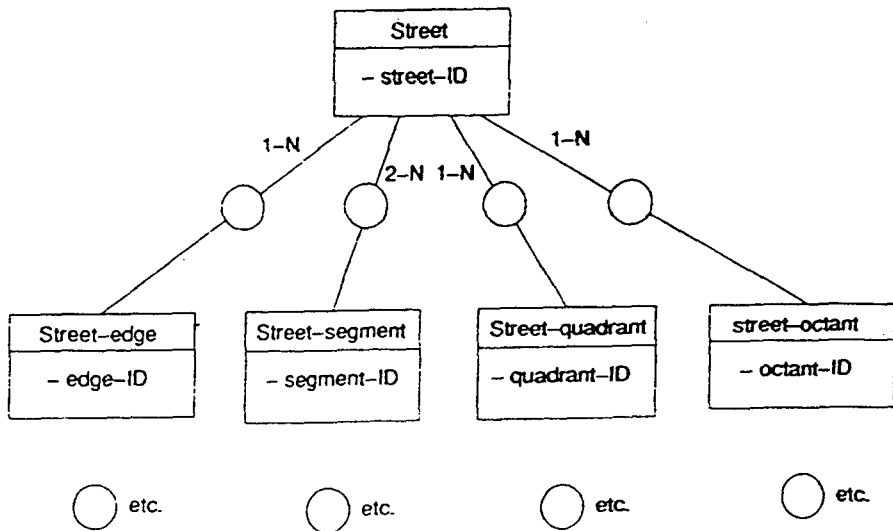 Street
- street-ID
1-N
2-N
1-N
1-N
Street-edge
- edge-ID
Street-segment
- segment-ID
Street-quadrant
- quadrant-ID
street-octant
- octant-ID
etc.
etc.
etc.
etc.